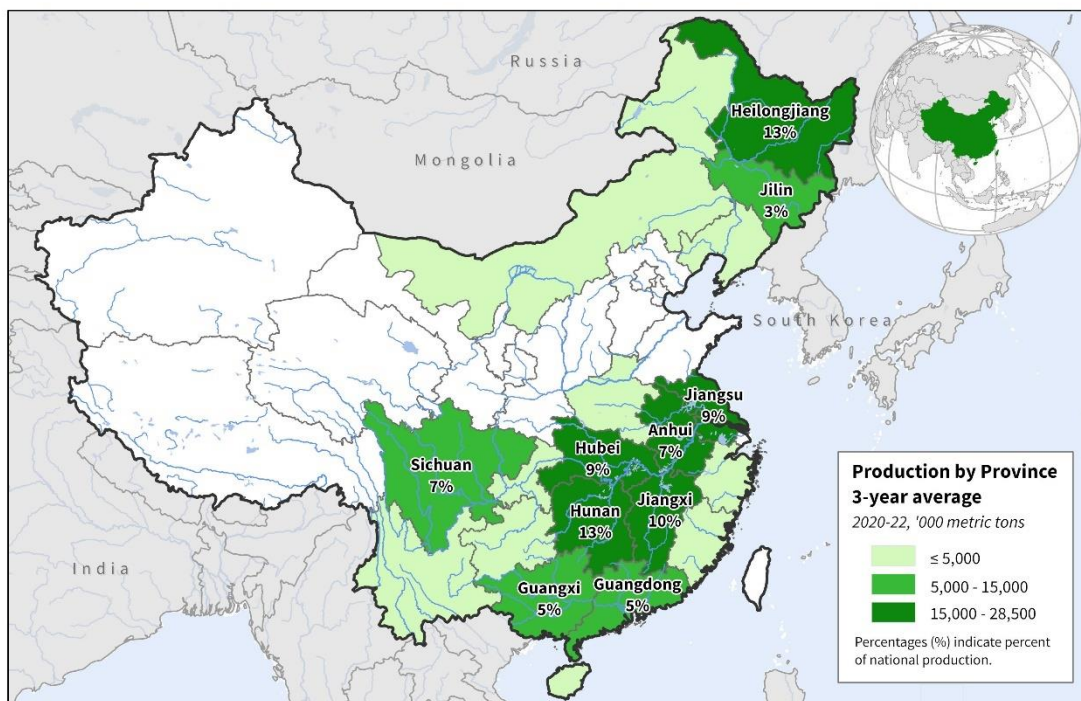 Russia
Mongolia
South Korea
India
Heilongjiang
13%
Jilin
3%
Jiangsu
9%
Anhui
7%
Hubei
9%
Sichuan
7%
Jiangxi
10%
Hunan
13%
Guangxi
5%
Guangdong
5%
Production by Province
3-year average
2020-22, '000 metric tons
≤ 5,000
5,000 - 15,000
15,000 - 28,500
Percentages (%) indicate percent
of national production.